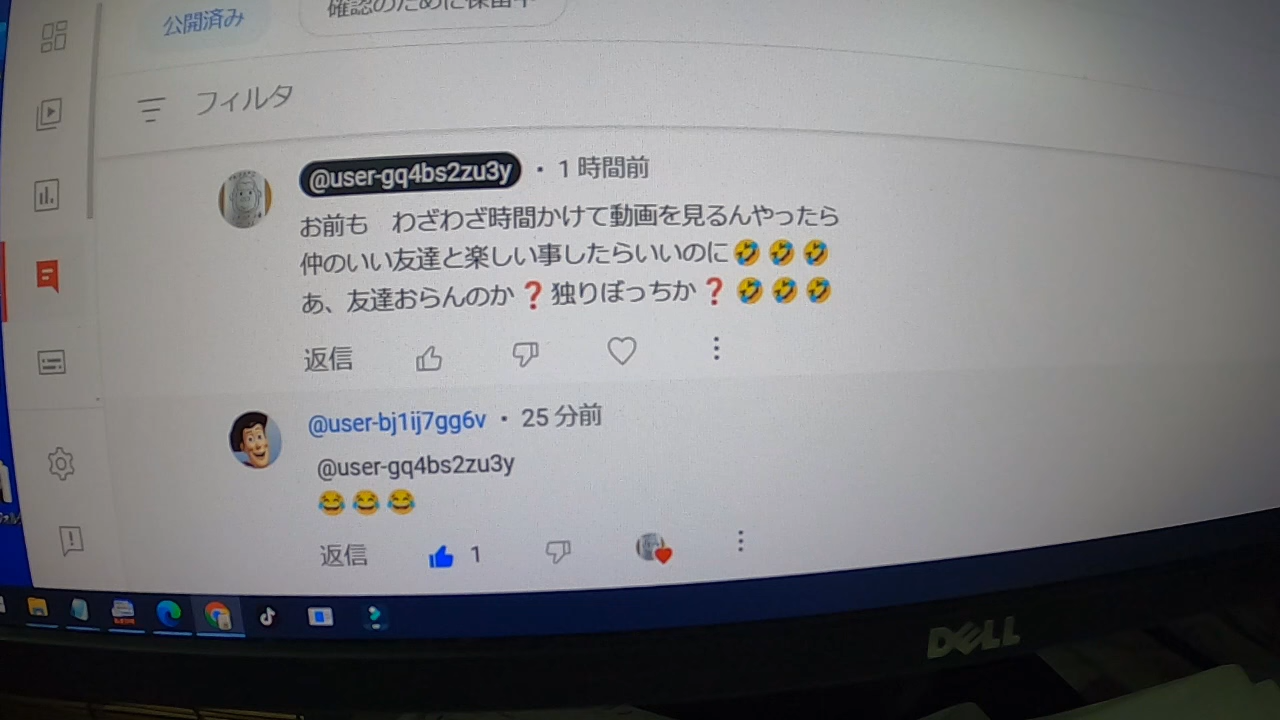 公開済み
確認のために保留中
フィルタ
@user-gq4bs2zu3y ・ 1 時間前
お前も　わざわざ時間かけて動画を見るんやったら
仲のいい友達と楽しい事したらいいのに🤣🤣🤣
あ、友達おらんのか❓独りぼっちか❓🤣🤣🤣
返信
@user-bj1ij7gg6v ・ 25 分前
@user-gq4bs2zu3y
😂😂😂
返信 1
DELL